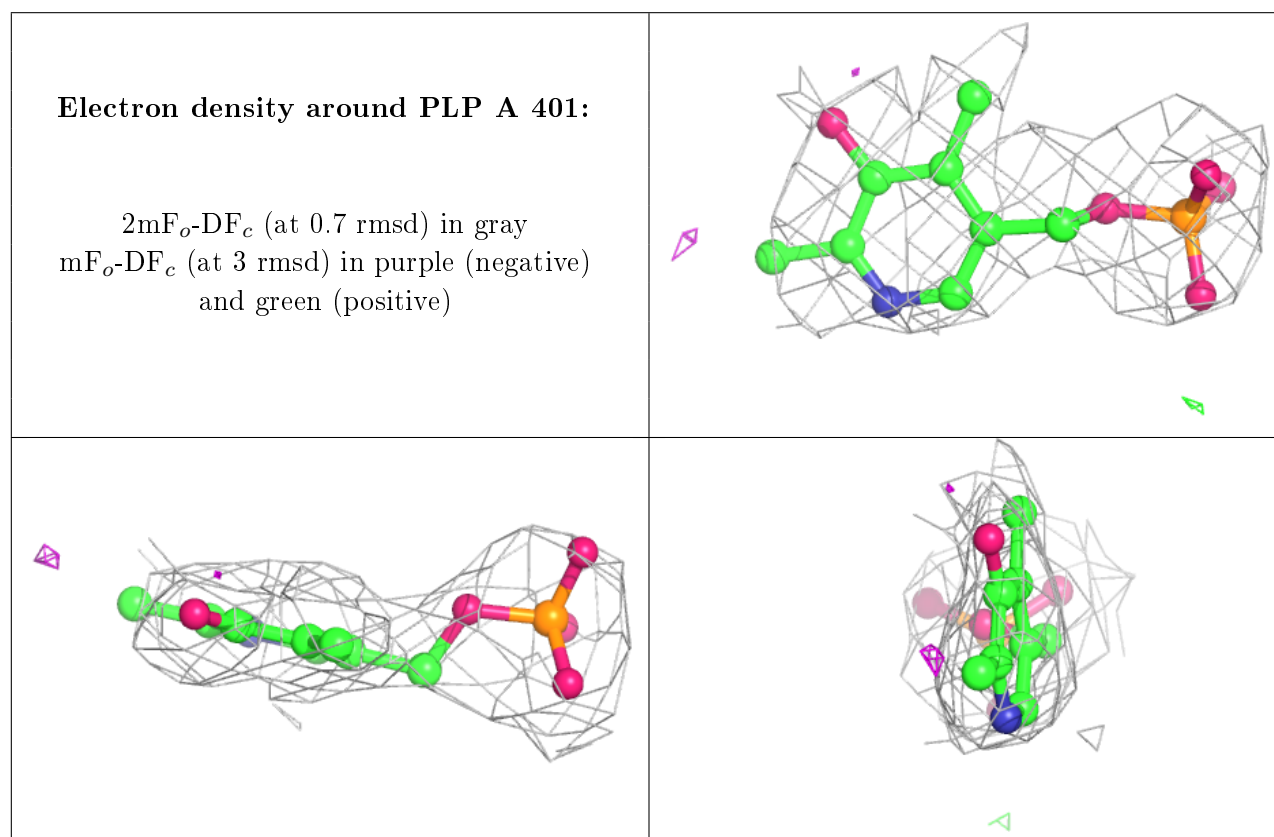 Electron density around PLP A 401:
2mFₒ-DF𝒸 (at 0.7 rmsd) in gray
mFₒ-DF𝒸 (at 3 rmsd) in purple (negative)
and green (positive)